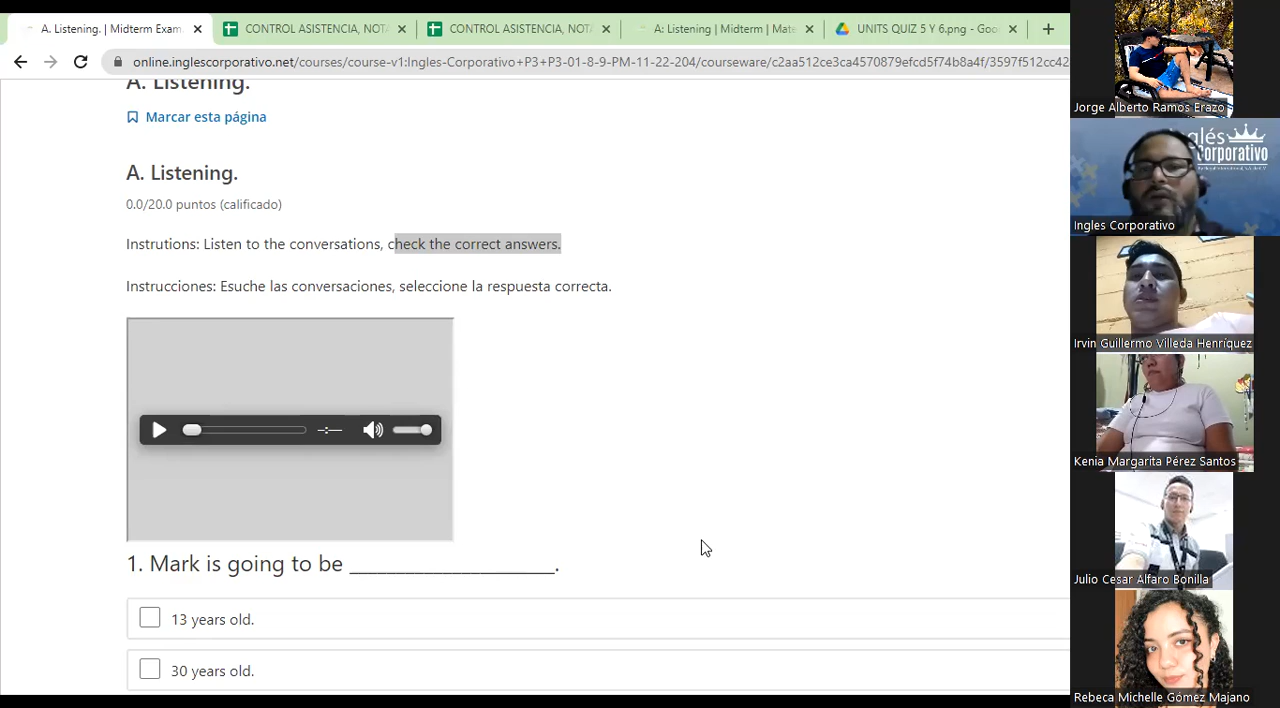 A. Listening. | Midterm Exam
CONTROL ASISTENCIA, NOTA
CONTROL ASISTENCIA, NOTA
A: Listening | Midterm | Mate
UNITS QUIZ 5 Y 6.png - Goo
online.inglescorporativo.net/courses/course-v1:Ingles-Corporativo+P3+P3-01-8-9-PM-11-22-204/courseware/c2aa512ce3ca4570879efcd5f74b8a4f/3597f512cc42
A. Listening.
Marcar esta página
A. Listening.
0.0/20.0 puntos (calificado)
Instrutions: Listen to the conversations, check the correct answers.
Instrucciones: Esuche las conversaciones, seleccione la respuesta correcta.
1. Mark is going to be ____________________.
13 years old.
30 years old.
Jorge Alberto Ramos Erazo
Inglés
Corporativo
Ingles Corporativo
Irvin Guillermo Villeda Henríquez
Kenia Margarita Pérez Santos
Julio Cesar Alfaro Bonilla
Rebeca Michelle Gómez Majano